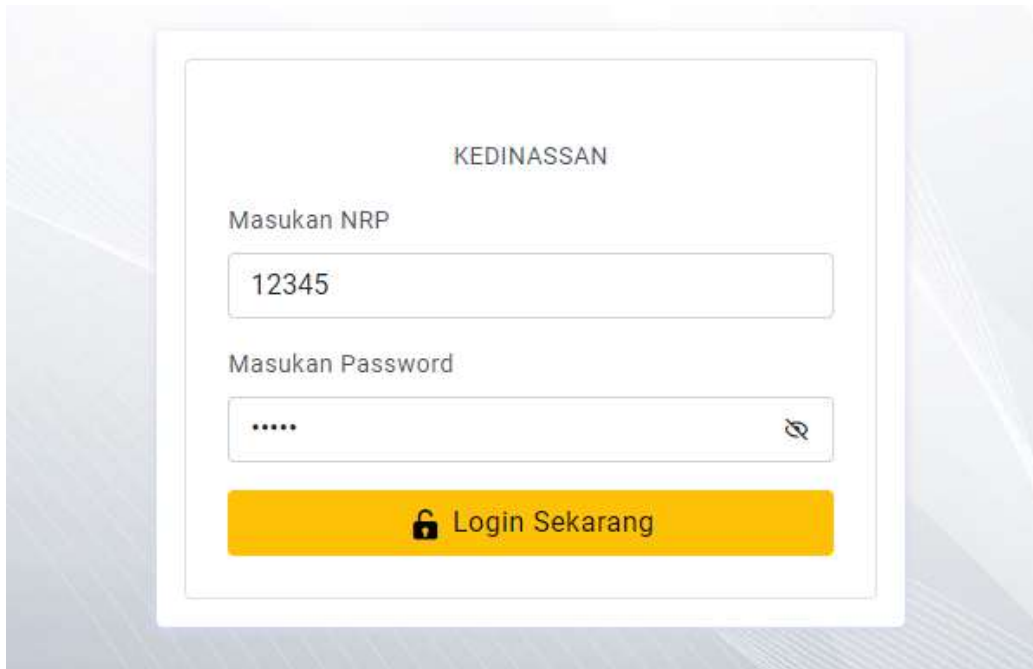 KEDINASSAN
Masukan NRP
12345
Masukan Password
•••••
Login Sekarang